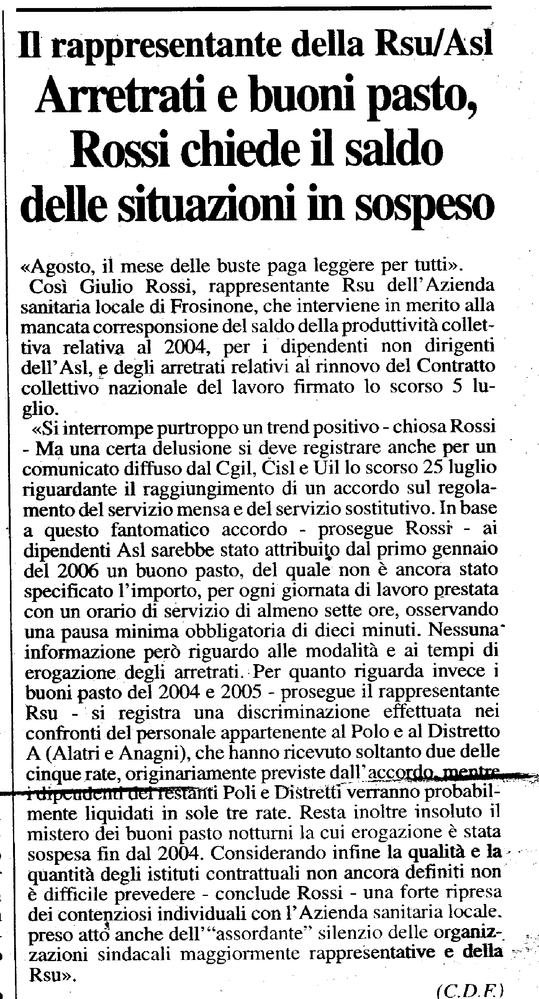 Il rappresentante della Rsu/Asl
Arretrati e buoni pasto,
Rossi chiede il saldo
delle situazioni in sospeso
«Agosto, il mese delle buste paga leggere per tutti».
Così Giulio Rossi, rappresentante Rsu dell'Azienda
sanitaria locale di Frosinone, che interviene in merito alla
mancata corresponsione del saldo della produttività collet-
tiva relativa al 2004, per i dipendenti non dirigenti
dell'Asl, e degli arretrati relativi al rinnovo del Contratto
collettivo nazionale del lavoro firmato lo scorso 5 lu-
glio.
«Si interrompe purtroppo un trend positivo - chiosa Rossi
- Ma una certa delusione si deve registrare anche per un
comunicato diffuso dal Cgil, Cisl e Uil lo scorso 25 luglio
riguardante il raggiungimento di un accordo sul regola-
mento del servizio mensa e del servizio sostitutivo. In base
a questo fantomatico accordo - prosegue Rossi - ai
dipendenti Asl sarebbe stato attribuito dal primo gennaio
del 2006 un buono pasto, del quale non è ancora stato
specificato l'importo, per ogni giornata di lavoro prestata
con un orario di servizio di almeno sette ore, osservando
una pausa minima obbligatoria di dieci minuti. Nessuna
informazione però riguardo alle modalità e ai tempi di
erogazione degli arretrati. Per quanto riguarda invece i
buoni pasto del 2004 e 2005 - prosegue il rappresentante
Rsu - si registra una discriminazione effettuata nei
confronti del personale appartenente al Polo e al Distretto
A (Alatri e Anagni), che hanno ricevuto soltanto due delle
cinque rate, originariamente previste dall'accordo, mentre
i dipendenti dei restanti Poli e Distretti verranno probabil-
mente liquidati in sole tre rate. Resta inoltre insoluto il
mistero dei buoni pasto notturni la cui erogazione è stata
sospesa fin dal 2004. Considerando infine la qualità e la
quantità degli istituti contrattuali non ancora definiti non
è difficile prevedere - conclude Rossi - una forte ripresa
dei contenziosi individuali con l'Azienda sanitaria locale.
preso atto anche dell'“assordante” silenzio delle organiz-
zazioni sindacali maggiormente rappresentative e della
Rsu».
(C.D.F.)